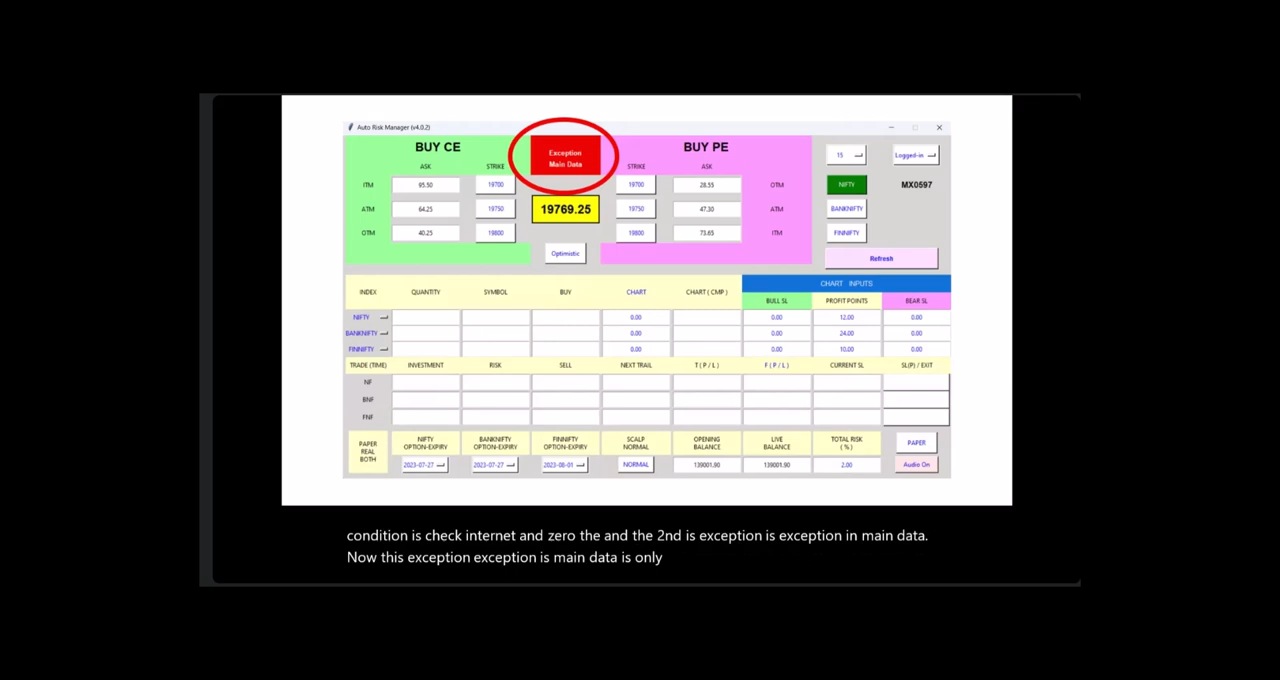 Auto Risk Manager (v4.0.2)
BUY CE
Exception
Main Data
BUY PE
15
Logged-in
ASK
STRIKE
STRIKE
ASK
ITM
95.50
19700
19700
28.55
OTM
NIFTY
MX0597
ATM
64.25
19750
19769.25
19750
47.30
ATM
BANKNIFTY
OTM
40.25
19800
19800
73.65
ITM
FINNIFTY
Optimistic
Refresh
CHART INPUTS
INDEX
QUANTITY
SYMBOL
BUY
CHART
CHART ( CMP )
BULL SL
PROFIT POINTS
BEAR SL
NIFTY
0.00
0.00
12.00
0.00
BANKNIFTY
0.00
0.00
24.00
0.00
FINNIFTY
0.00
0.00
10.00
0.00
TRADE (TIME)
INVESTMENT
RISK
SELL
NEXT TRAIL
T ( P / L )
F ( P / L )
CURRENT SL
SL(P) / EXIT
NF
BNF
FNF
PAPER
REAL
BOTH
NIFTY
OPTION-EXPIRY
BANKNIFTY
OPTION-EXPIRY
FINNIFTY
OPTION-EXPIRY
SCALP
NORMAL
OPENING
BALANCE
LIVE
BALANCE
TOTAL RISK
( % )
PAPER
2023-07-27
2023-07-27
2023-08-01
NORMAL
139001.90
139001.90
2.00
Audio On
condition is check internet and zero the and the 2nd is exception is exception in main data.
Now this exception exception is main data is only